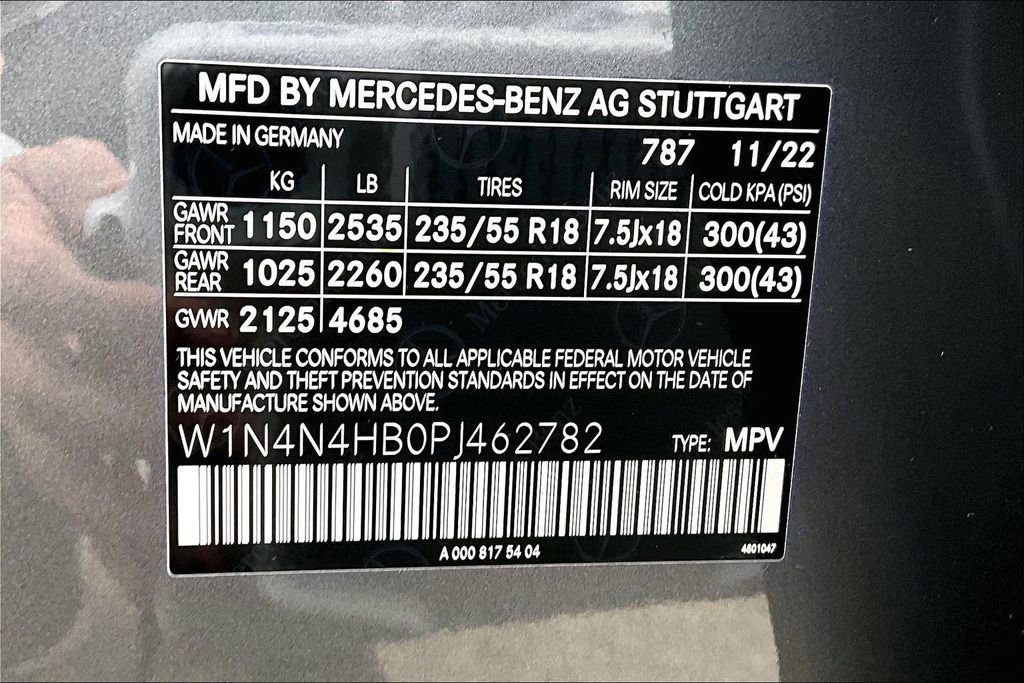 MFD BY MERCEDES-BENZ AG STUTTGART
MADE IN GERMANY
787 11/22
KG LB TIRES RIM SIZE COLD KPA (PSI)
GAWR FRONT 1150 2535 235/55 R18 7.5Jx18 300(43)
GAWR REAR 1025 2260 235/55 R18 7.5Jx18 300(43)
GVWR 2125 4685
THIS VEHICLE CONFORMS TO ALL APPLICABLE FEDERAL MOTOR VEHICLE
SAFETY AND THEFT PREVENTION STANDARDS IN EFFECT ON THE DATE OF
MANUFACTURE SHOWN ABOVE.
W1N4N4HB0PJ462782 TYPE: MPV
A 000 817 54 04 4801047